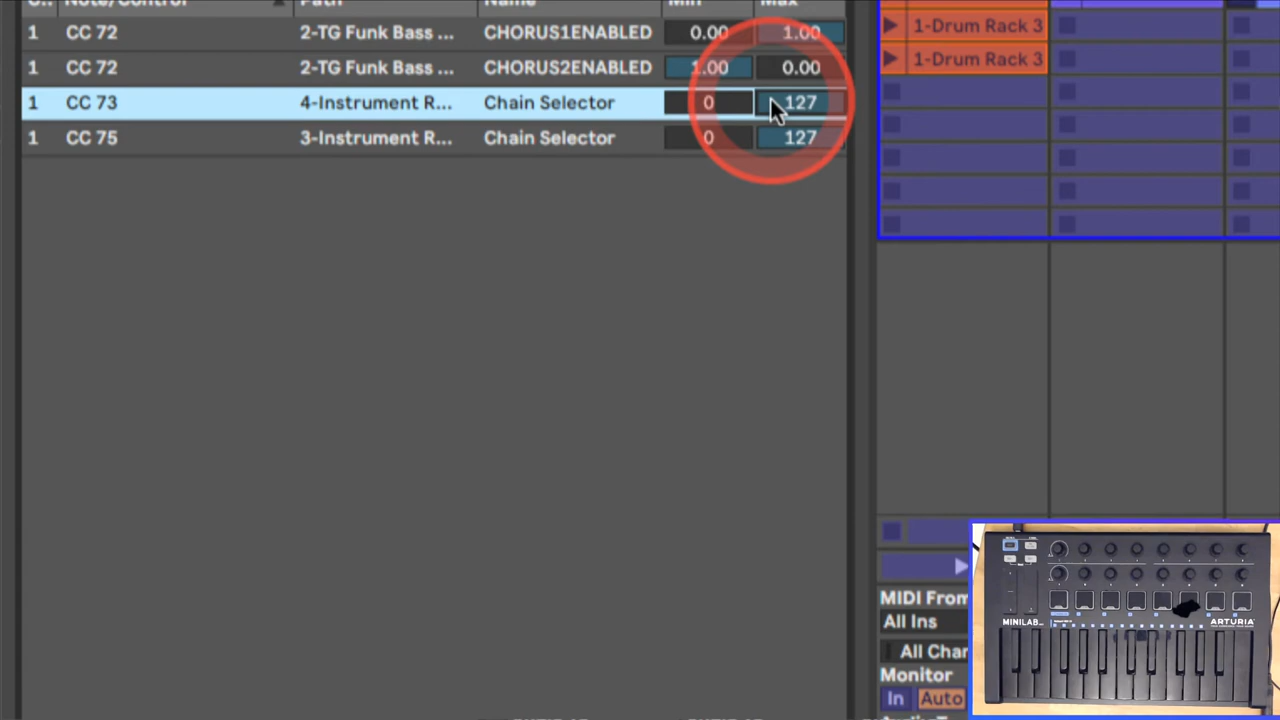 C.. Note/Control Path Name Min Max
1 CC 72 2-TG Funk Bass ... CHORUS1ENABLED 0.00 1.00
1 CC 72 2-TG Funk Bass ... CHORUS2ENABLED 1.00 0.00
1 CC 73 4-Instrument R... Chain Selector 0 127
1 CC 75 3-Instrument R... Chain Selector 0 127
1-Drum Rack 3
1-Drum Rack 3
MIDI From
All Ins
All Char
Monitor
In Auto
MINILAB
ARTURIA